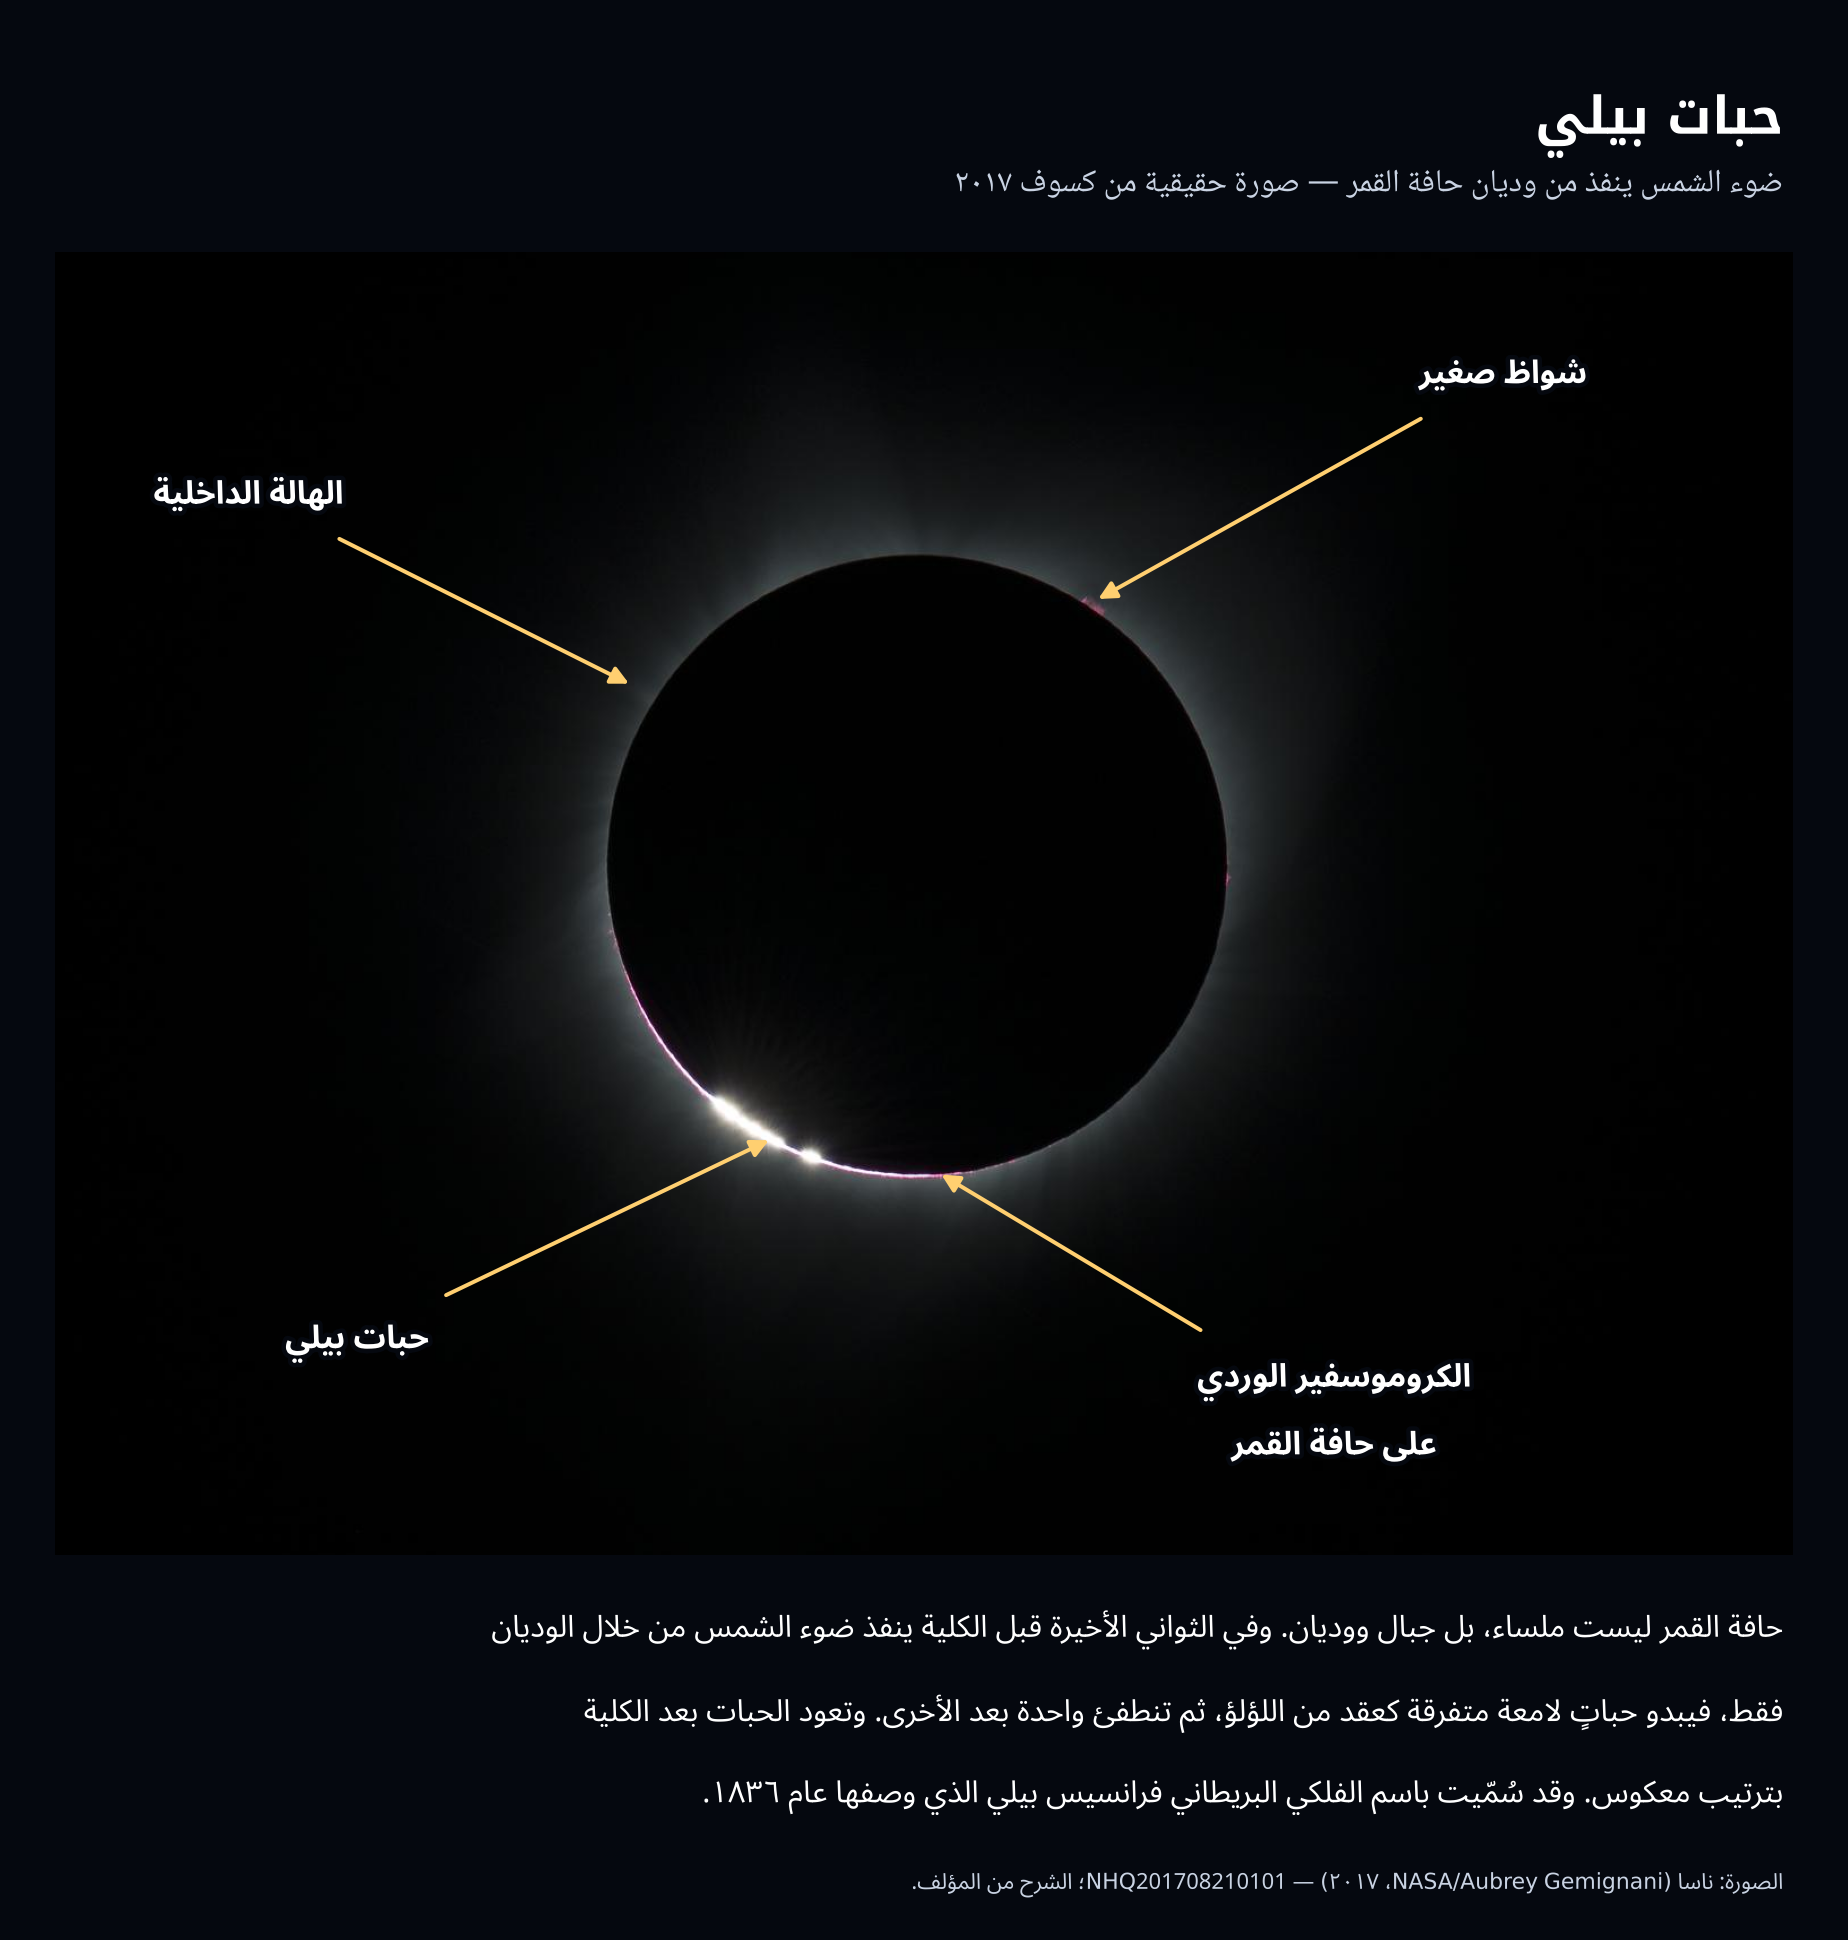 حبات بيلي
ضوء الشمس ينفذ من وديان حافة القمر — صورة حقيقية من كسوف ٢٠١٧
شواظ صغير
الهالة الداخلية
حبات بيلي
الكروموسفير الوردي
على حافة القمر
حافة القمر ليست ملساء، بل جبال ووديان. وفي الثواني الأخيرة قبل الكلية ينفذ ضوء الشمس من خلال الوديان
فقط، فيبدو حباتٍ لامعة متفرقة كعقد من اللؤلؤ، ثم تنطفئ واحدة بعد الأخرى. وتعود الحبات بعد الكلية
بترتيب معكوس. وقد سُمّيت باسم الفلكي البريطاني فرانسيس بيلي الذي وصفها عام ١٨٣٦.
الصورة: ناسا (NASA/Aubrey Gemignani، ٢٠١٧) — NHQ201708210101؛ الشرح من المؤلف.